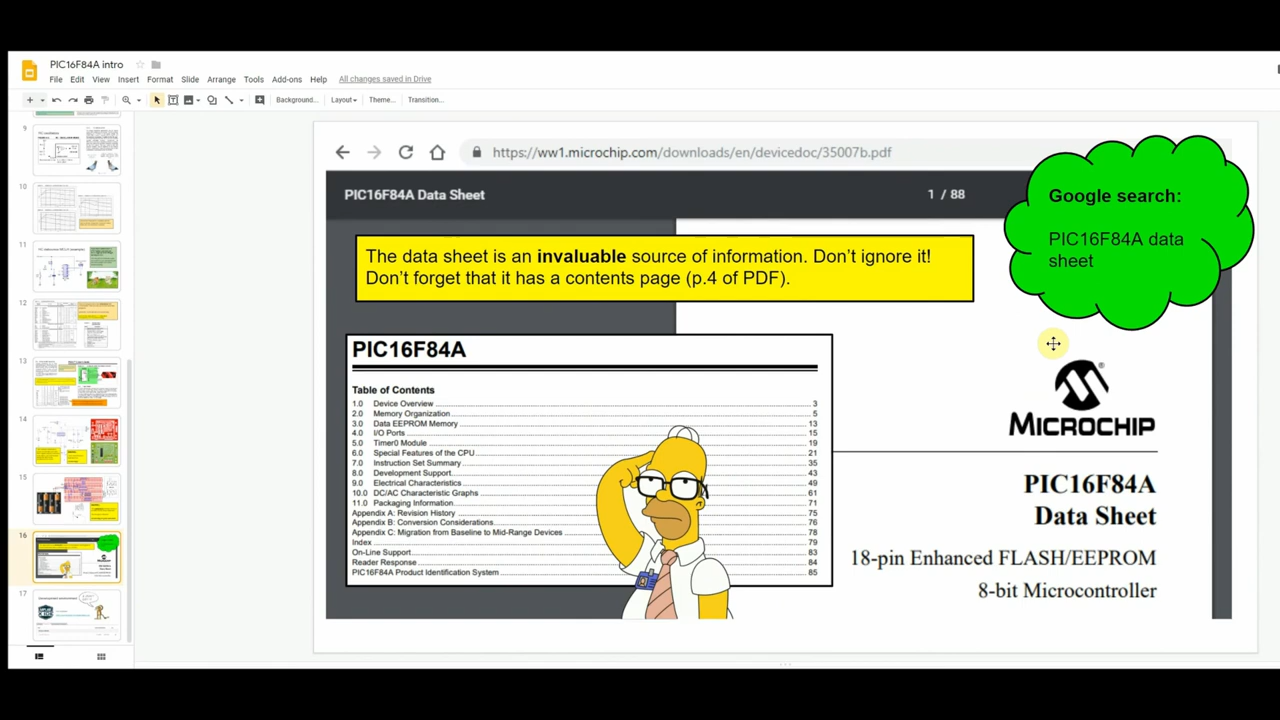 PIC16F84A intro
File Edit View Insert Format Slide Arrange Tools Add-ons Help All changes saved in Drive
Background... Layout Theme... Transition...
9
10
11
12
13
14
15
16
17
https://ww1.microchip.com/downloads/en/devicedoc/35007b.pdf
PIC16F84A Data Sheet 1 / 88
Google search:
PIC16F84A data
sheet
The data sheet is an invaluable source of information. Don't ignore it!
Don't forget that it has a contents page (p.4 of PDF).
PIC16F84A
Table of Contents
1.0 Device Overview 3
2.0 Memory Organization 5
3.0 Data EEPROM Memory 13
4.0 I/O Ports 15
5.0 Timer0 Module 19
6.0 Special Features of the CPU 21
7.0 Instruction Set Summary 35
8.0 Development Support 43
9.0 Electrical Characteristics 49
10.0 DC/AC Characteristic Graphs 61
11.0 Packaging Information 71
Appendix A: Revision History 75
Appendix B: Conversion Considerations 76
Appendix C: Migration from Baseline to Mid-Range Devices 78
Index 79
On-Line Support 83
Reader Response 84
PIC16F84A Product Identification System 85
MICROCHIP
PIC16F84A
Data Sheet
18-pin Enhanced FLASH/EEPROM
8-bit Microcontroller